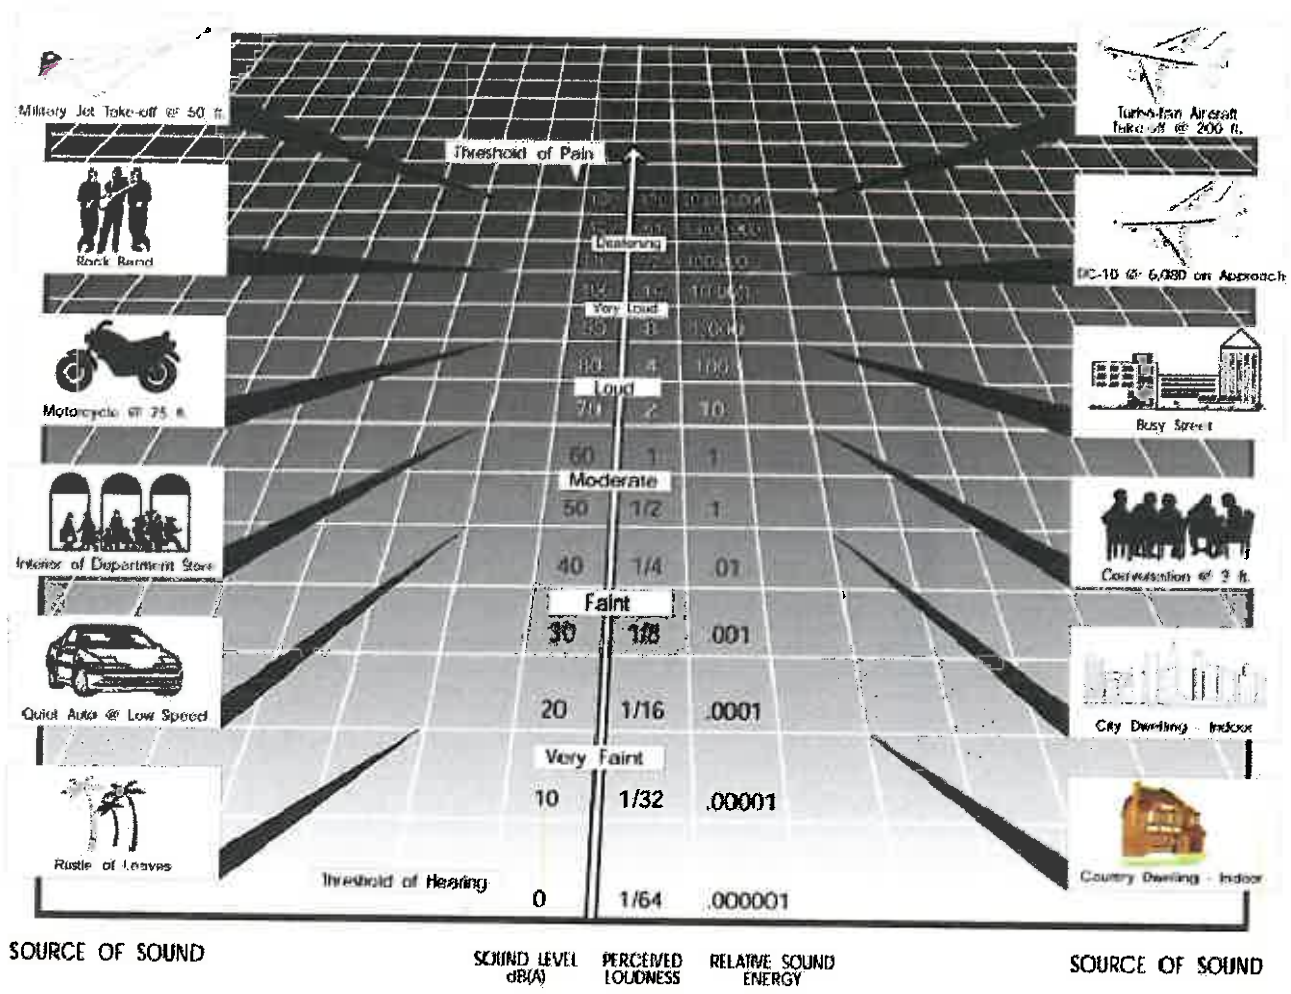 Military Jet Take-off @ 50 ft.
Turbo-fan Aircraft
Take-off @ 200 ft.
Threshold of Pain
Rock Band
Deafening
DC-10 @ 6,080 on Approach
Very Loud
90 8 1,000
80 4 100
Loud
70 2 10
Motorcycle @ 25 ft.
Busy Street
60 1 1
Moderate
50 1/2 1
Interior of Department Store
40 1/4 .01
Conversation @ 3 ft.
Faint
30 1/8 001
Quiet Auto @ Low Speed
20 1/16 .0001
City Dwelling - Indoor
Very Faint
10 1/32 .00001
Rustle of Leaves
Threshold of Hearing
0 1/64 .000001
Country Dwelling - Indoor
SOURCE OF SOUND
SOUND LEVEL
dB(A)
PERCEIVED
LOUDNESS
RELATIVE SOUND
ENERGY
SOURCE OF SOUND